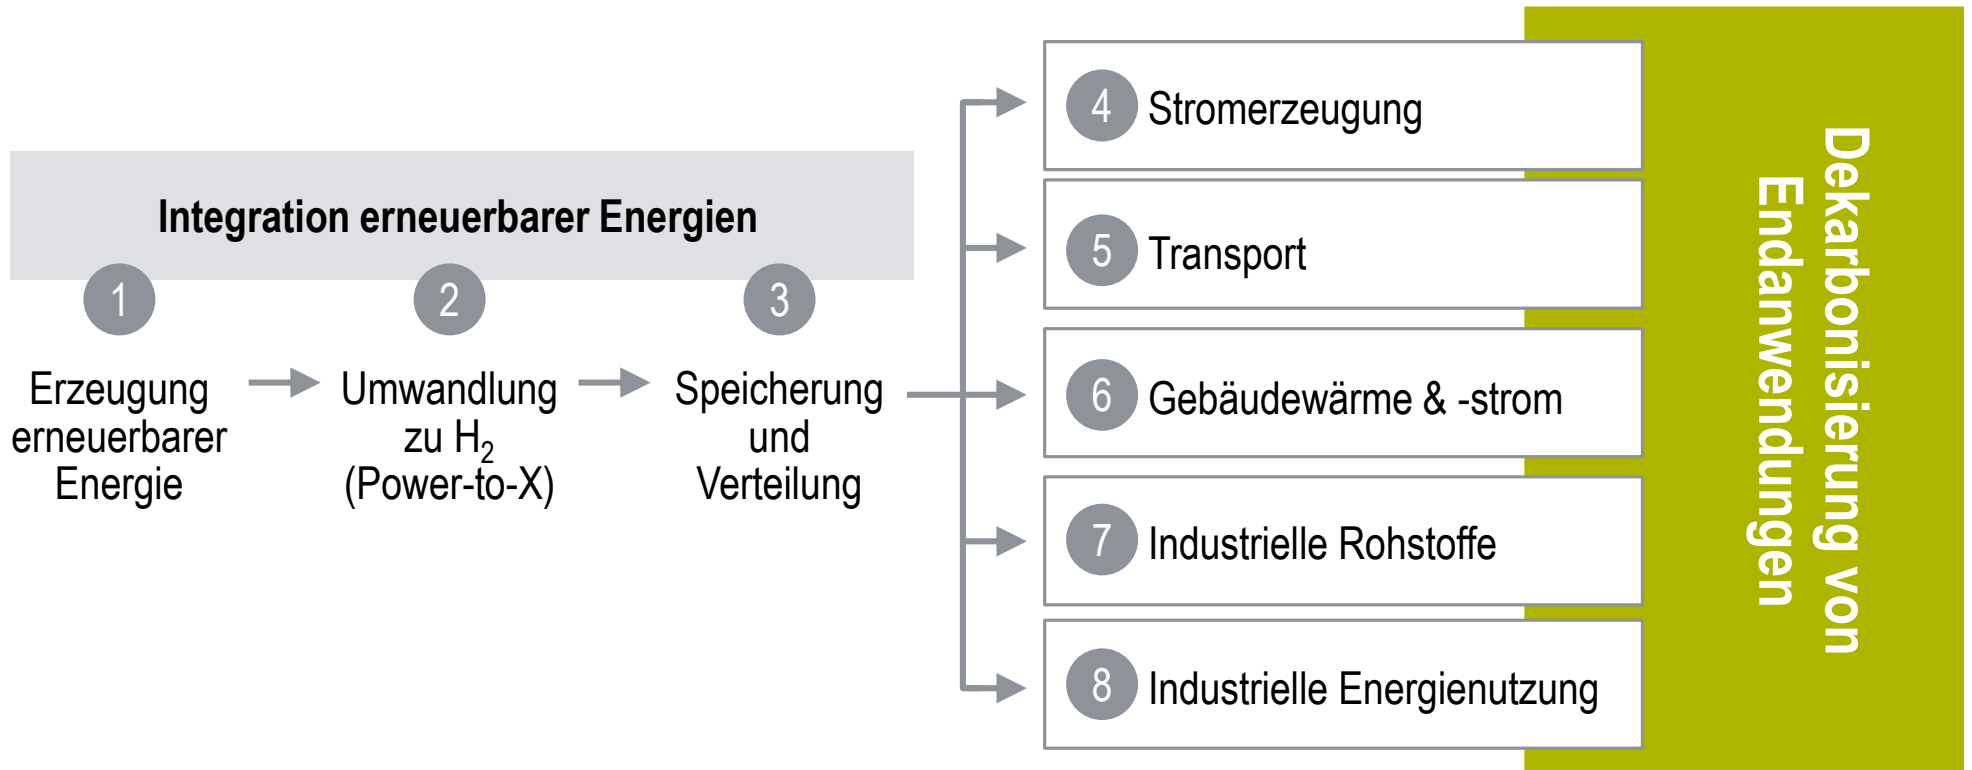 Integration erneuerbarer Energien
1
Erzeugung
erneuerbarer
Energie
2
Umwandlung
zu H₂
(Power-to-X)
3
Speicherung
und
Verteilung
4 Stromerzeugung
5 Transport
6 Gebäudewärme & -strom
7 Industrielle Rohstoffe
8 Industrielle Energienutzung
Dekarbonisierung von
Endanwendungen